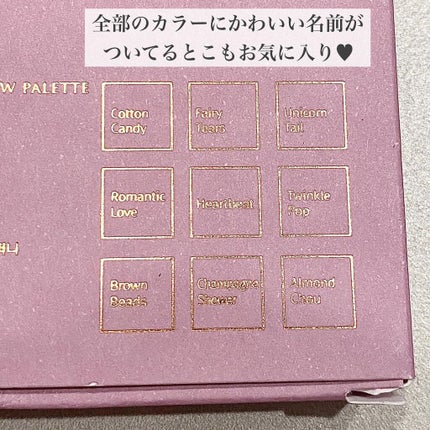 全部のカラーにかわいい名前が
ついてるとこもお気に入り♥
W PALETTE
Cotton
Candy
Fairy
Tears
Unicorn
Tail
Romantic
Love
Heartbeat
Twinkle
Pop
Brown
Beads
Champagne
Shower
Almond
Chou